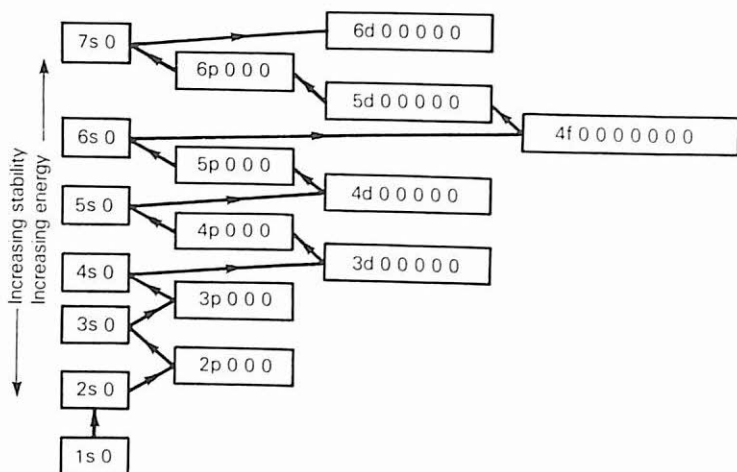 7s 0
6d 0 0 0 0 0
6p 0 0 0
5d 0 0 0 0 0
6s 0
4f 0 0 0 0 0 0 0
5p 0 0 0
5s 0
4d 0 0 0 0 0
4p 0 0 0
4s 0
3d 0 0 0 0 0
3p 0 0 0
3s 0
2p 0 0 0
2s 0
1s 0
Increasing stability
Increasing energy